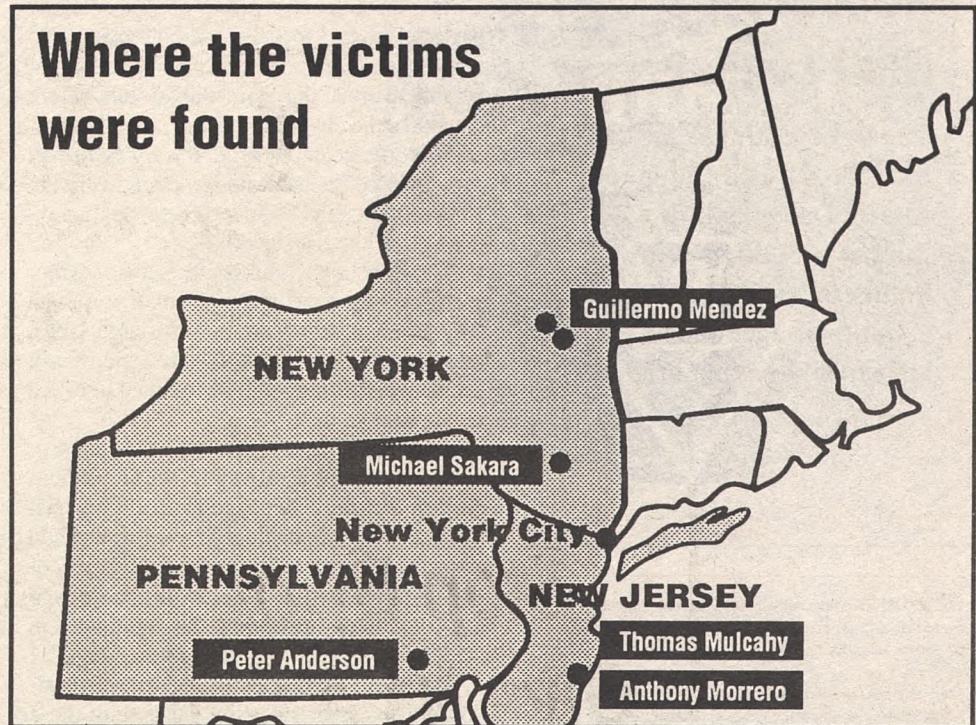 Where the victims
were found
Guillermo Mendez
NEW YORK
Michael Sakara
New York City
PENNSYLVANIA
NEW JERSEY
Thomas Mulcahy
Peter Anderson
Anthony Morrero